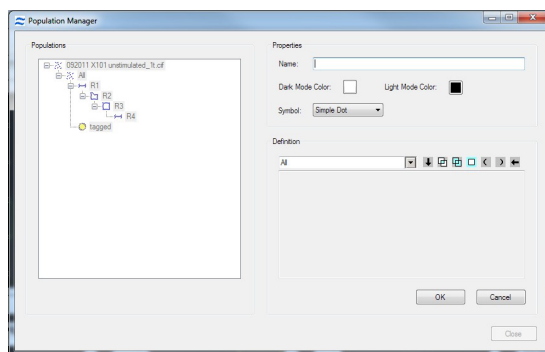 Population Manager
Populations
092011 X101 unstimulated_1t.cif
All
R1
R2
R3
R4
tagged
Properties
Name:
Dark Mode Color:
Light Mode Color:
Symbol:
Simple Dot
Definition
All
OK
Cancel
Close